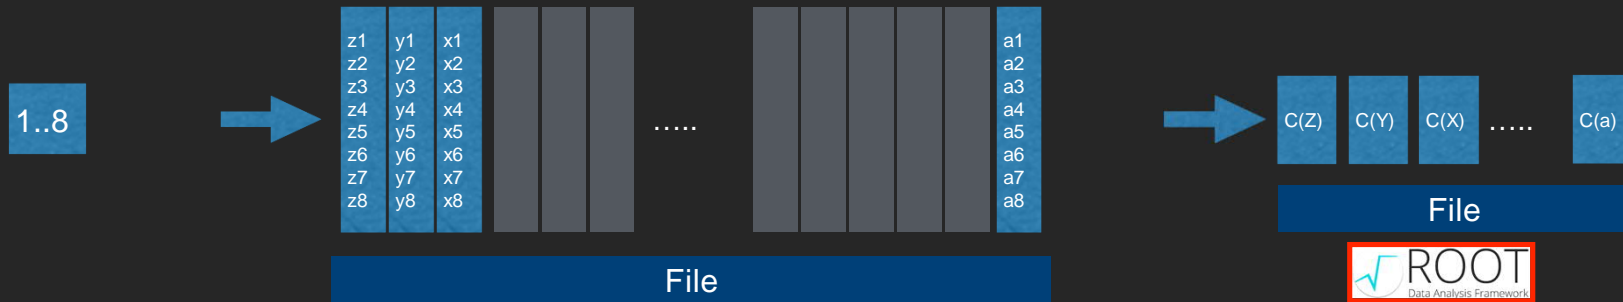 1..8
z1 y1 x1 a1
z2 y2 x2 a2
z3 y3 x3 a3
z4 y4 x4 a4
z5 y5 x5 ..... a5
z6 y6 x6 a6
z7 y7 x7 a7
z8 y8 x8 a8
File
C(Z) C(Y) C(X) ..... C(a)
File
ROOT
Data Analysis Framework